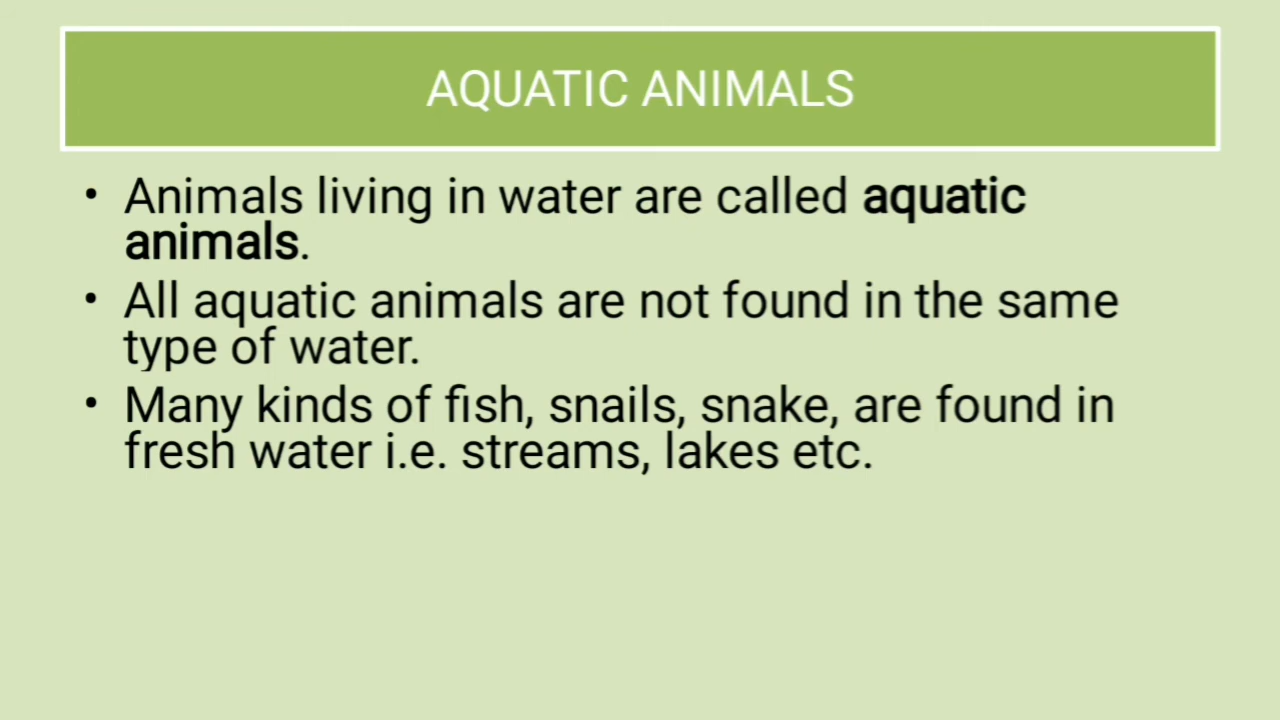 AQUATIC ANIMALS
• Animals living in water are called aquatic
animals.
• All aquatic animals are not found in the same
type of water.
• Many kinds of fish, snails, snake, are found in
fresh water i.e. streams, lakes etc.